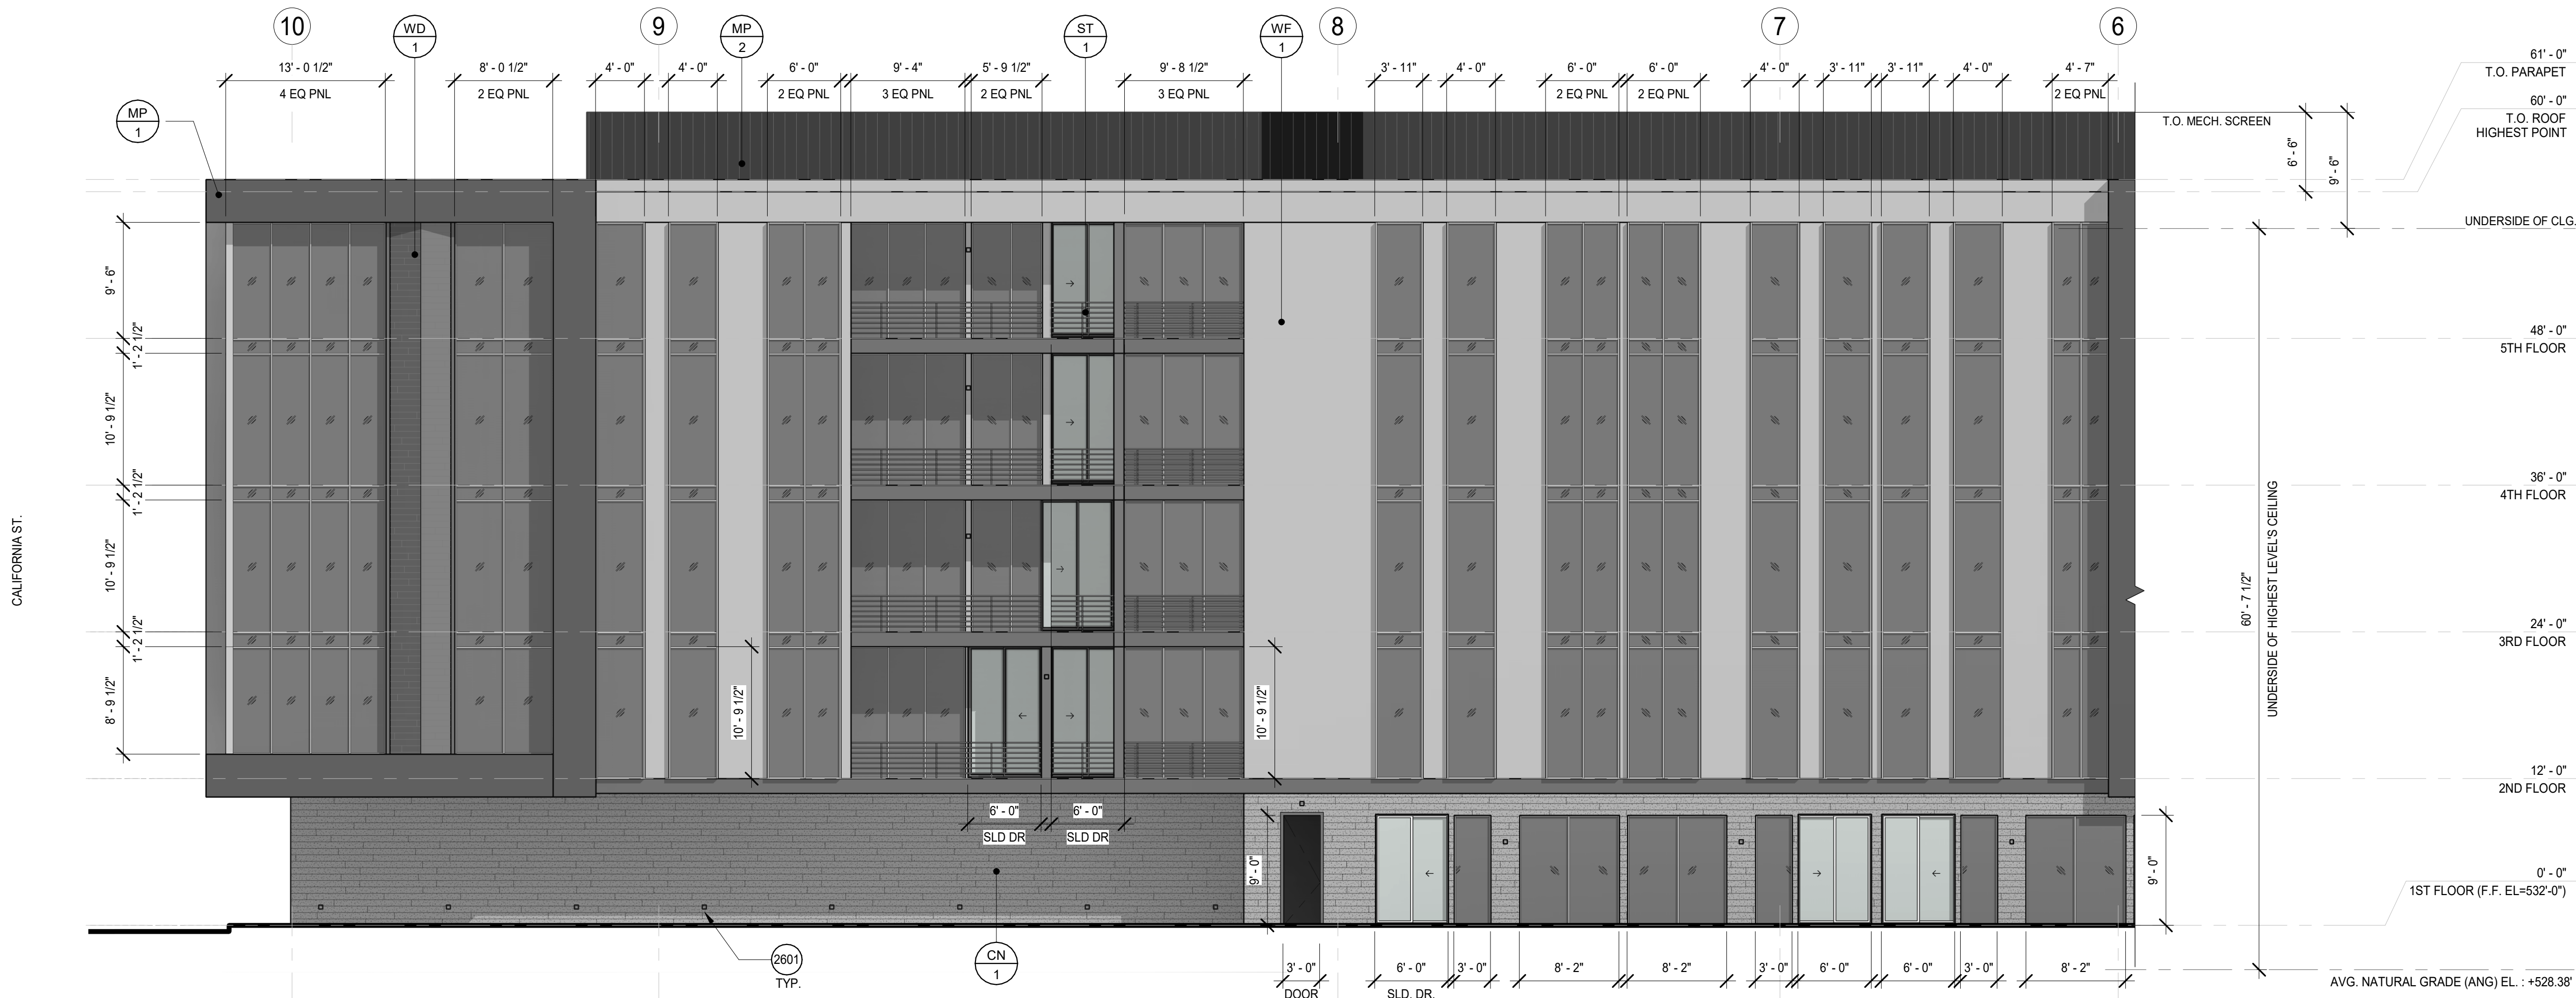 10
9
8
7
6
WD
1
MP
2
ST
1
WF
1
MP
1
13' - 0 1/2"
8' - 0 1/2"
4' - 0"
4' - 0"
6' - 0"
9' - 4"
5' - 9 1/2"
9' - 8 1/2"
3' - 11"
4' - 0"
6' - 0"
6' - 0"
4' - 0"
3' - 11"
3' - 11"
4' - 0"
4' - 7"
4 EQ PNL
2 EQ PNL
2 EQ PNL
3 EQ PNL
2 EQ PNL
3 EQ PNL
2 EQ PNL
2 EQ PNL
2 EQ PNL
61' - 0"
T.O. PARAPET
60' - 0"
T.O. ROOF
HIGHEST POINT
T.O. MECH. SCREEN
6' - 6"
9' - 6"
UNDERSIDE OF CLG.
48' - 0"
5TH FLOOR
36' - 0"
4TH FLOOR
24' - 0"
3RD FLOOR
12' - 0"
2ND FLOOR
0' - 0"
1ST FLOOR (F.F. EL=532'-0")
60' - 7 1/2"
UNDERSIDE OF HIGHEST LEVEL'S CEILING
AVG. NATURAL GRADE (ANG) EL. : +528.38'
CALIFORNIA ST.
9' - 6"
1' - 2 1/2"
10' - 9 1/2"
1' - 2 1/2"
10' - 9 1/2"
1' - 2 1/2"
8' - 9 1/2"
10' - 9 1/2"
10' - 9 1/2"
6' - 0"
6' - 0"
SLD DR
SLD DR
9' - 0"
9' - 0"
2601
TYP.
CN
1
3' - 0"
6' - 0"
3' - 0"
8' - 2"
8' - 2"
3' - 0"
6' - 0"
6' - 0"
3' - 0"
8' - 2"
DOOR
SLD. DR.